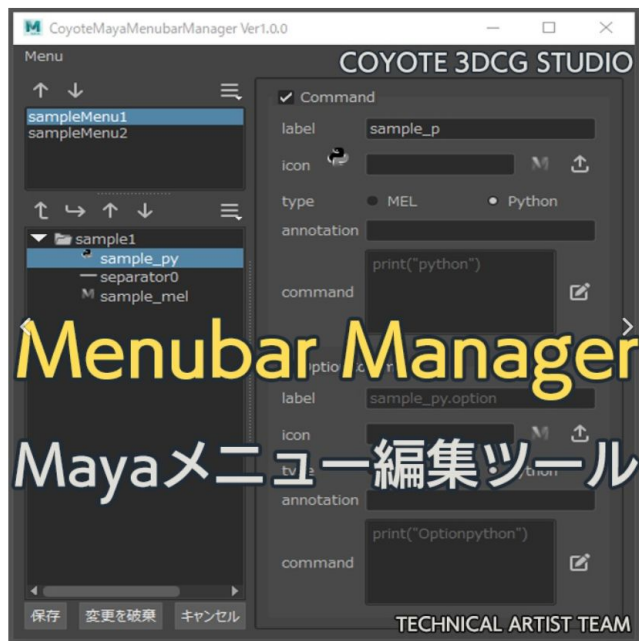 CoyoteMayaMenubarManager Ver1.0.0
Menu
COYOTE 3DCG STUDIO
sampleMenu1
sampleMenu2
sample1
sample_py
separator0
sample_mel
Command
label
sample_p
icon
type
MEL
Python
annotation
command
print("python")
Menubar Manager
label
sample_py.option
icon
Mayaメニュー編集ツール
annotation
command
print("Optionpython")
保存
変更を破棄
キャンセル
TECHNICAL ARTIST TEAM